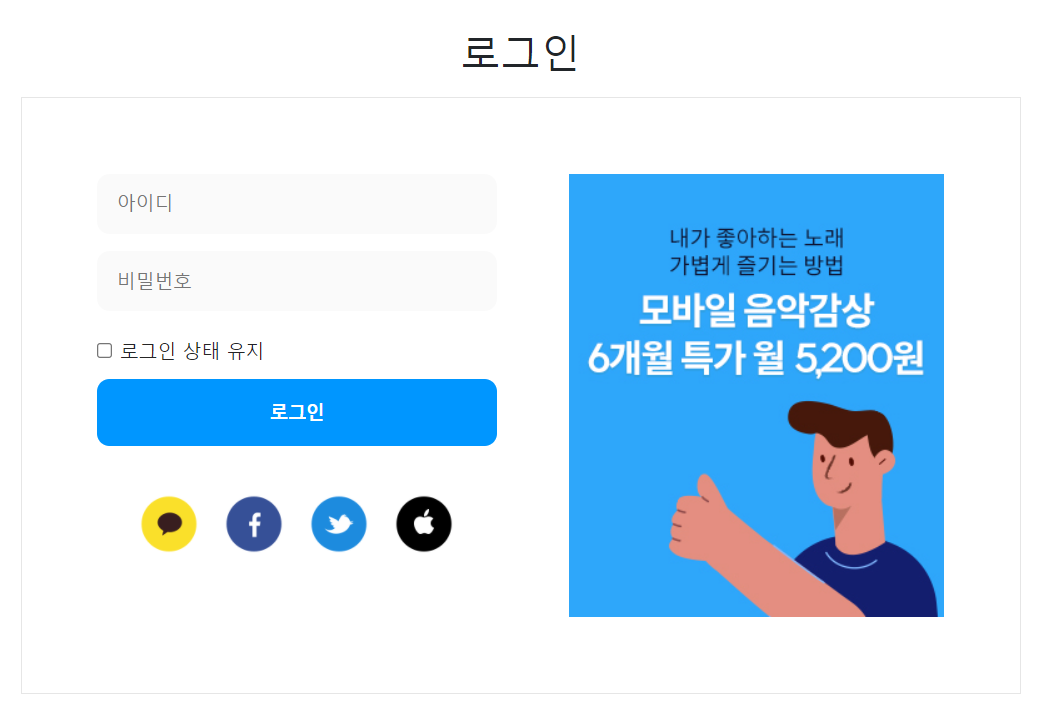 로그인
아이디
비밀번호
로그인 상태 유지
로그인
내가 좋아하는 노래
가볍게 즐기는 방법
모바일 음악감상
6개월 특가 월 5,200원